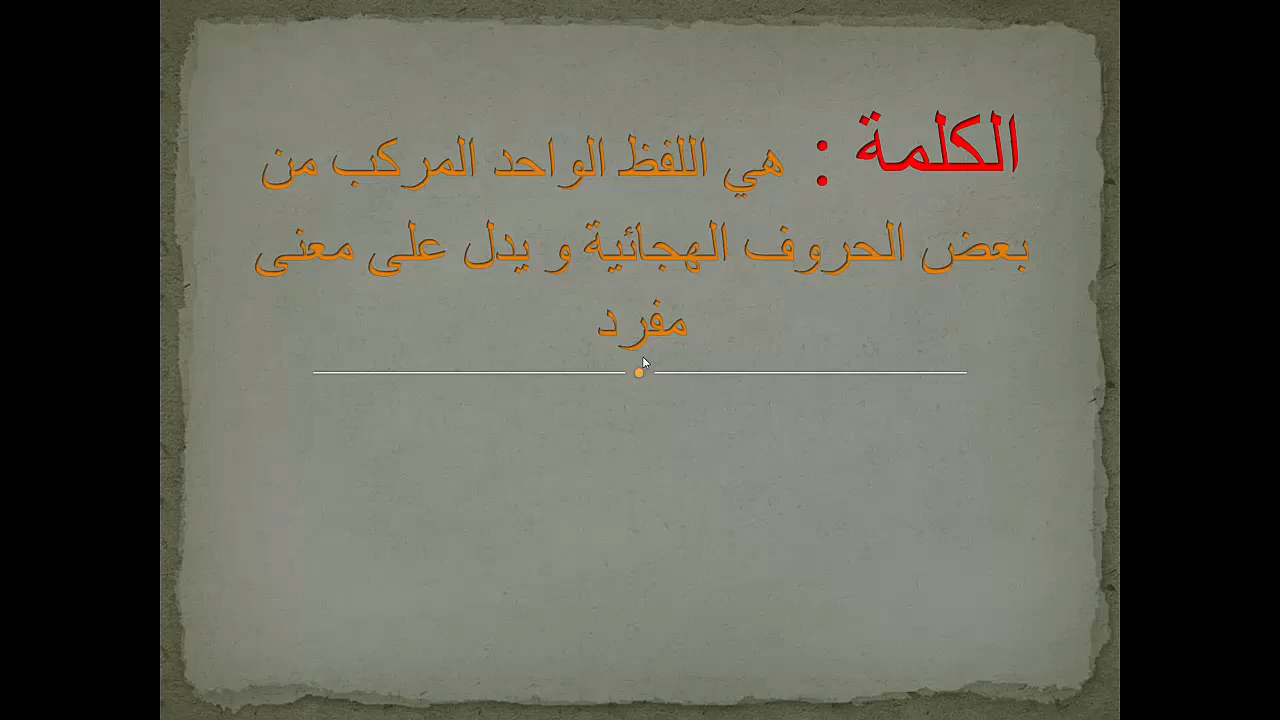 الكلمة : هي اللفظ الواحد المركب من
بعض الحروف الهجائية و يدل على معنى
مفرد